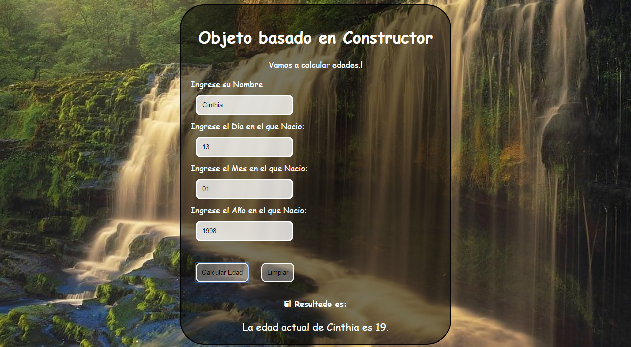 Objeto basado en Constructor
Vamos a calcular edades.!
Ingrese su Nombre
Cinthia
Ingrese el Día en el que Nacio:
13
Ingrese el Mes en el que Nacio:
01
Ingrese el Año en el que Nacio:
1998
Calcular Edad Limpiar
El Resultado es:
La edad actual de Cinthia es 19.